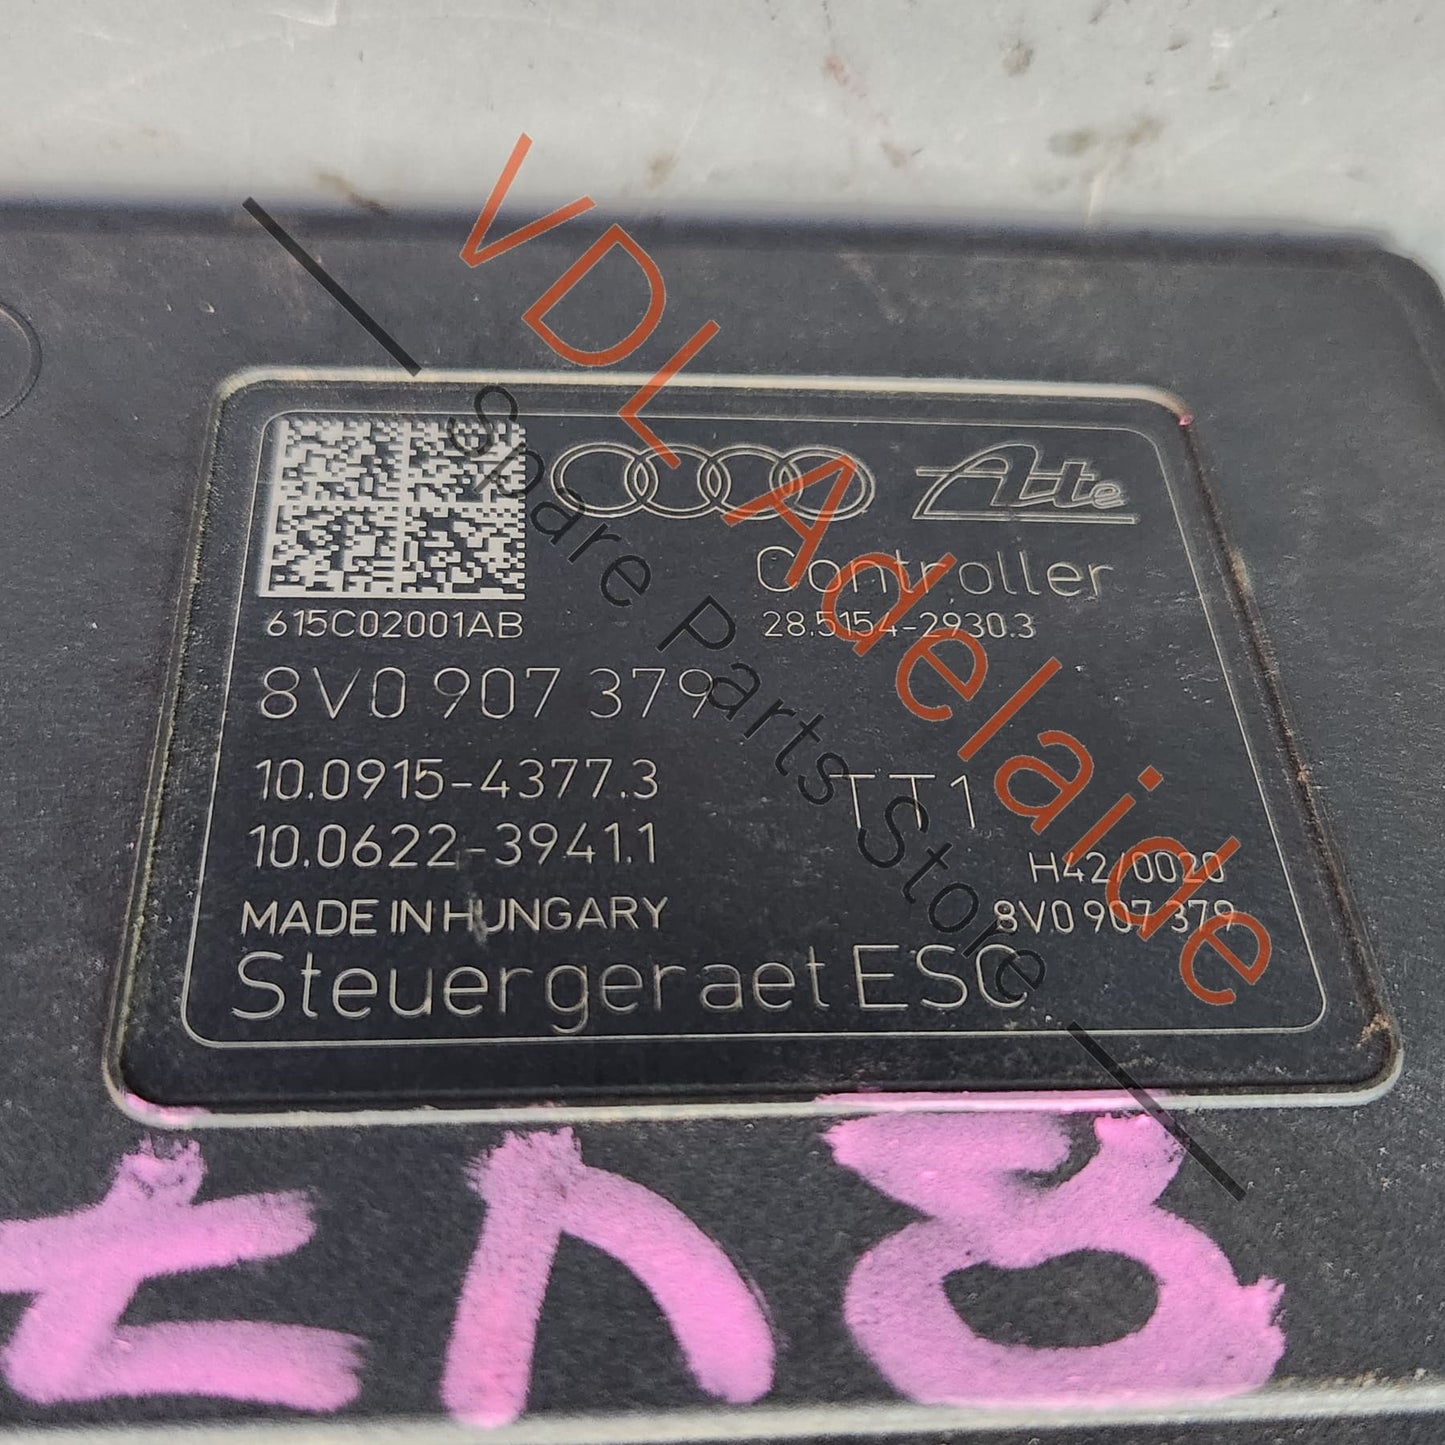 Ate
Controller
615C02001AB
28.5154-2930.3
8V0 907 379
10.0915-4377.3
TT1
10.0622-3941.1
H42/0020
MADE IN HUNGARY
8V0 907 379
Steuergeraet ESC
VDL Adelaide
Spare Parts Store